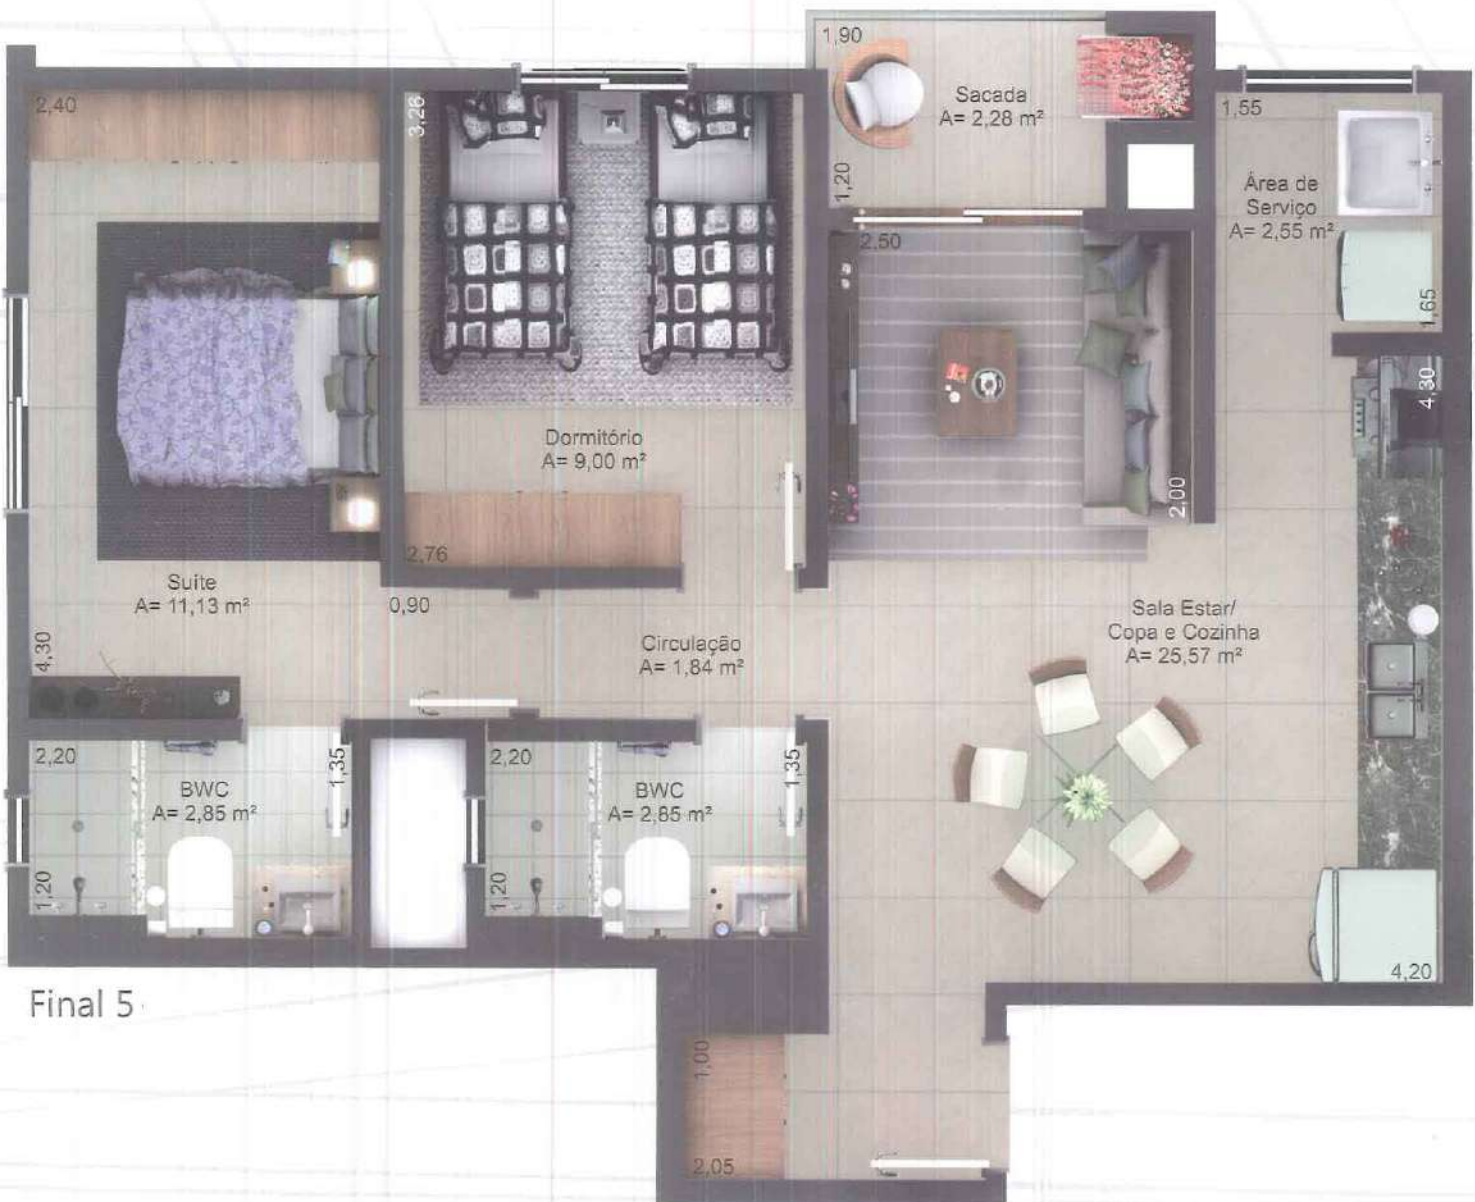 1,90
Sacada
A= 2,28 m²
1,20
2,40
3,26
1,55
Área de
Serviço
A= 2,55 m²
1,65
2,50
4,30
2,00
Dormitório
A= 9,00 m²
2,76
Suite
A= 11,13 m²
4,30
0,90
Circulação
A= 1,84 m²
Sala Estar/
Copa e Cozinha
A= 25,57 m²
2,20
BWC
A= 2,85 m²
1,35
1,20
2,20
BWC
A= 2,85 m²
1,35
1,20
4,20
Final 5
1,00
2,05